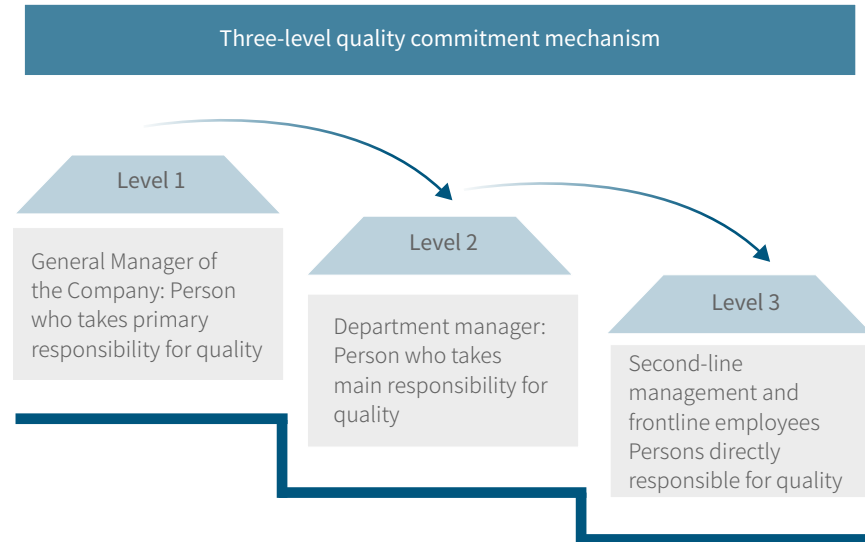 Three-level quality commitment mechanism
Level 1
General Manager of
the Company: Person
who takes primary
responsibility for quality
Level 2
Department manager:
Person who takes
main responsibility for
quality
Level 3
Second-line
management and
frontline employees
Persons directly
responsible for quality